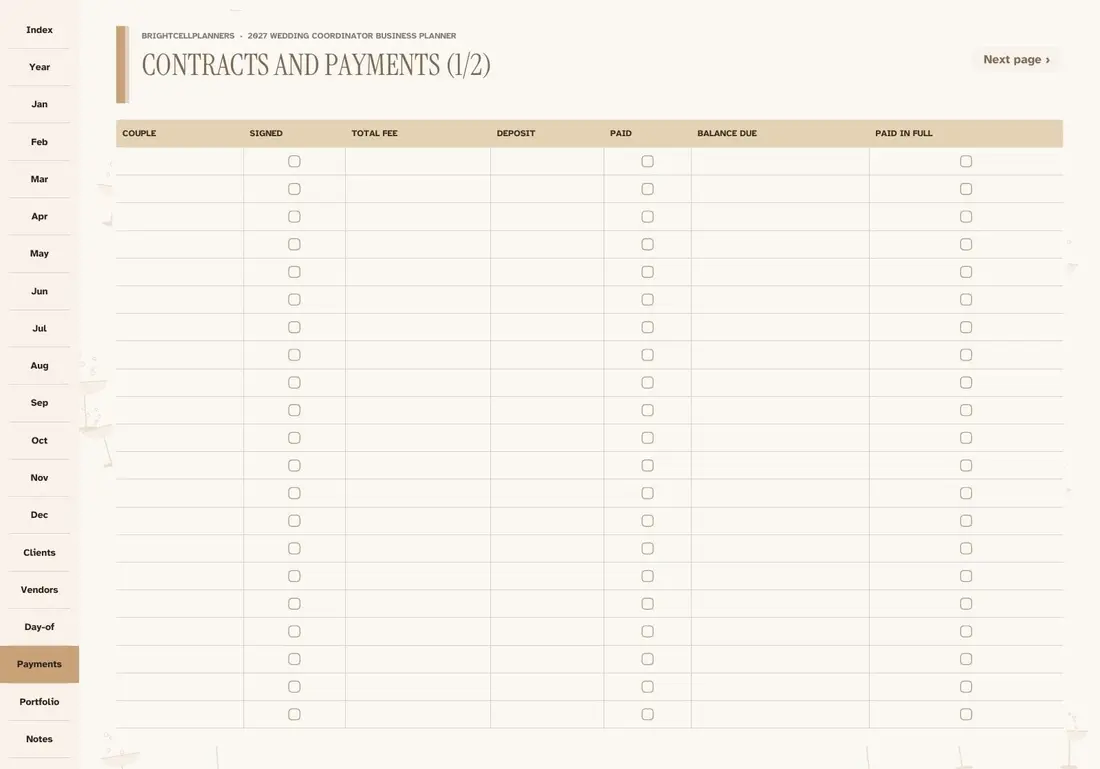 Index
Year
Jan
Feb
Mar
Apr
May
Jun
Jul
Aug
Sep
Oct
Nov
Dec
Clients
Vendors
Day-of
Payments
Portfolio
Notes
BRIGHTCELLPLANNERS • 2027 WEDDING COORDINATOR BUSINESS PLANNER
CONTRACTS AND PAYMENTS (1/2)
Next page ›
COUPLE SIGNED TOTAL FEE DEPOSIT PAID BALANCE DUE PAID IN FULL